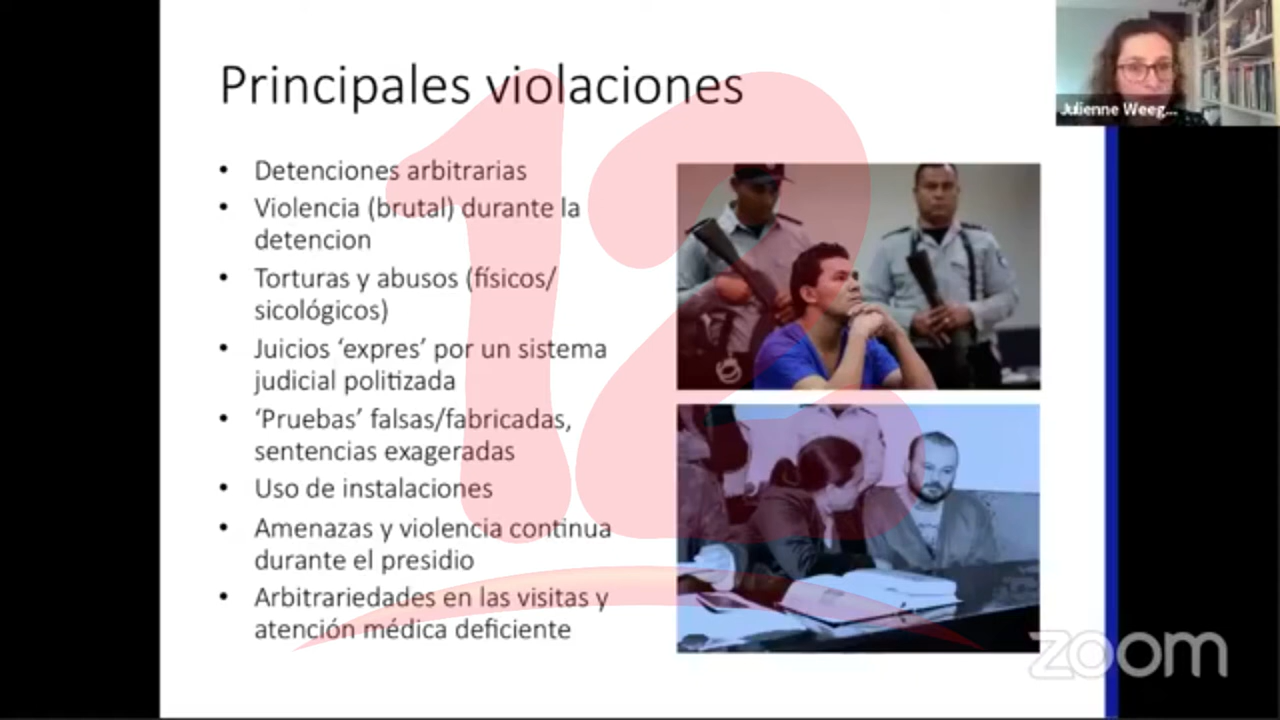 Principales violaciones
Julienne Weeg...
• Detenciones arbitrarias
• Violencia (brutal) durante la
detencion
• Torturas y abusos (físicos/
sicológicos)
• Juicios ‘expres’ por un sistema
judicial politizada
• ‘Pruebas’ falsas/fabricadas,
sentencias exageradas
• Uso de instalaciones
• Amenazas y violencia continua
durante el presidio
• Arbitrariedades en las visitas y
atención médica deficiente
12
zoom